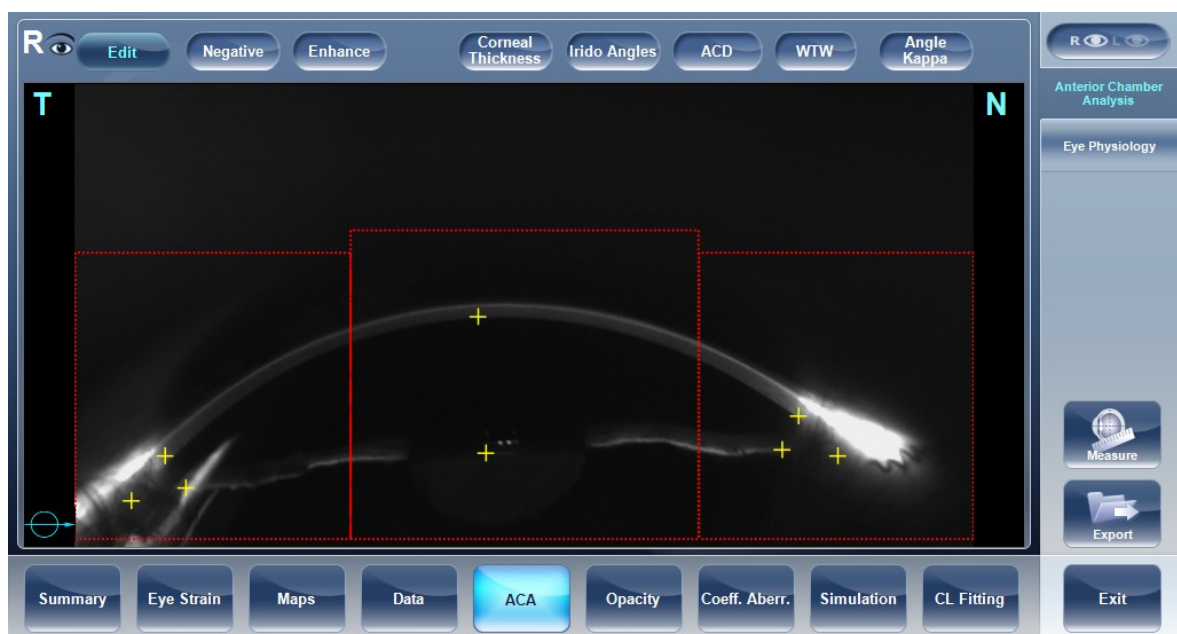 R
Edit
Negative
Enhance
Corneal
Thickness
Irido Angles
ACD
WTW
Angle
Kappa
R L
Anterior Chamber
Analysis
Eye Physiology
T
N
Measure
Export
Summary
Eye Strain
Maps
Data
ACA
Opacity
Coeff. Aberr.
Simulation
CL Fitting
Exit